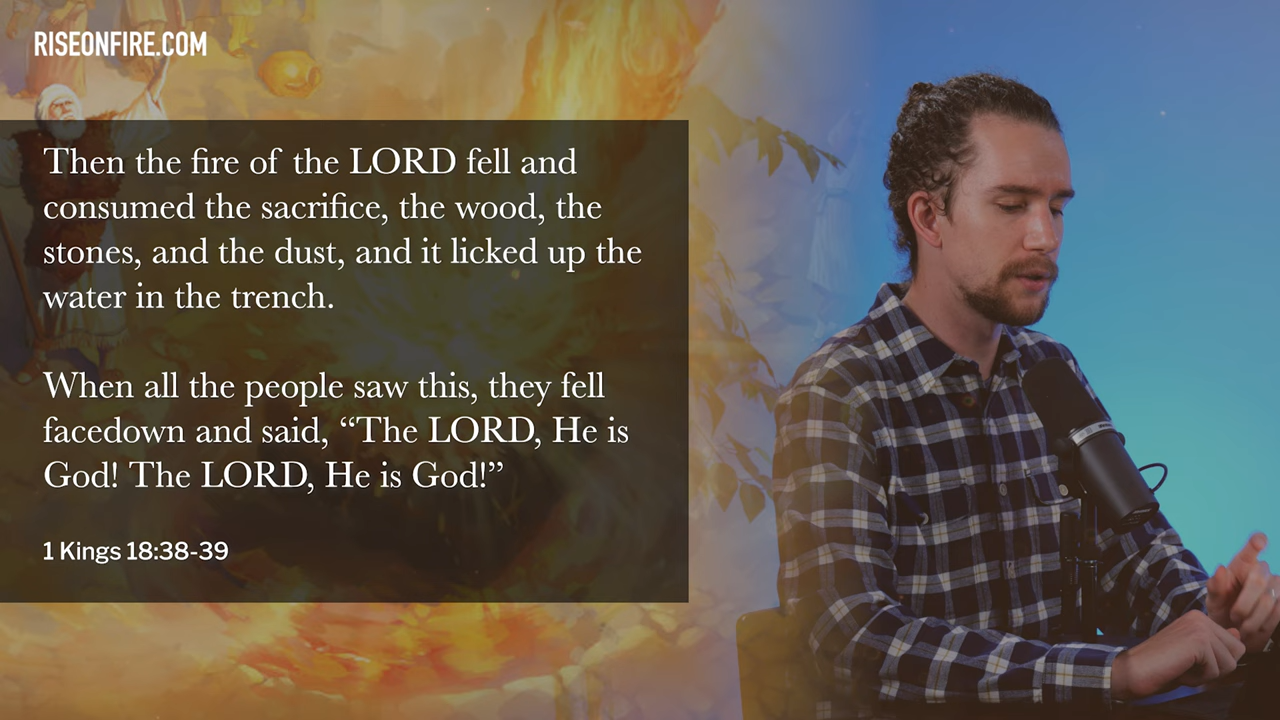 RISEONFIRE.COM
Then the fire of the LORD fell and
consumed the sacrifice, the wood, the
stones, and the dust, and it licked up the
water in the trench.
When all the people saw this, they fell
facedown and said, “The LORD, He is
God! The LORD, He is God!”
1 Kings 18:38-39